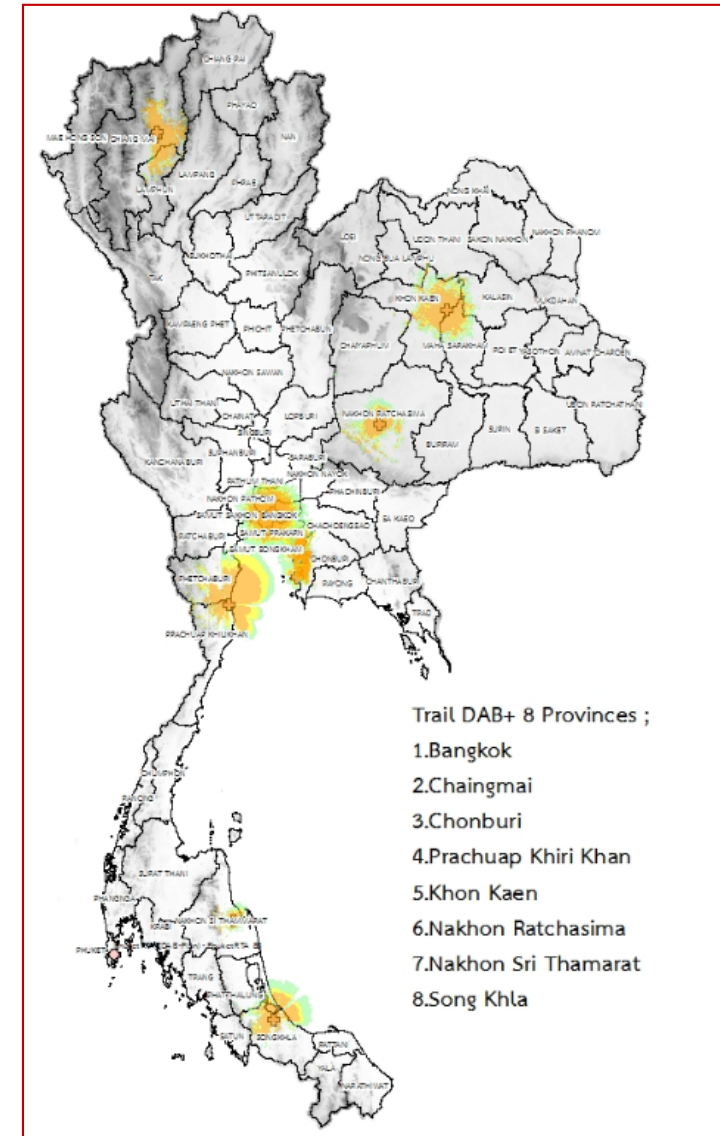 CHIANG RAI
PHAYAO
MAE HONG SON
CHIANG MAI
NAN
LAMPANG
LAMPHUN
PHRAE
UTTARADIT
NONG KHAI
LOEI
UDON THANI
SAKON NAKHON
NAKHON PHANOM
NONG BUA LAMPHU
SUKHOTHAI
TAK
PHITSANULOK
KHON KAEN
KALASIN
MUKDAHAN
KAMPAENG PHET
PHICHIT
PHETCHABUN
CHAIYAPHUM
MAHA SARAKHAM
ROI ET
YASOTHON
AMNAT CHAROEN
NAKHON SAWAN
UTHAI THANI
CHAINAT
LOPBURI
NAKHON RATCHASIMA
UBON RATCHATHANI
SINGBURI
BURIRAM
SURIN
SI SAKET
KANCHANABURI
SUPHANBURI
SARABURI
NAKHON NAYOK
PATHUM THANI
PRACHINBURI
NAKHON PATHOM
SAMUT SAKHON
BANGKOK
CHACHOENGSAO
SA KAEO
RATCHABURI
SAMUT PRAKARN
SAMUT SONGKHAM
CHONBURI
PHETCHABURI
RAYONG
CHANTHABURI
TRAD
PRACHUAP KHILIKHAN
Trail DAB+ 8 Provinces ;
1.Bangkok
2.Chaingmai
3.Chonburi
4.Prachuap Khiri Khan
5.Khon Kaen
6.Nakhon Ratchasima
7.Nakhon Sri Thamarat
8.Song Khla
CHUMPHON
RANONG
SURAT THANI
PHANGNGA
NAKHON SI THAMMARAT
KRABI
PHUKET
TRANG
PHATTHALUNG
SATUN
SONGKHLA
PATTANI
YALA
NARATHIWAT